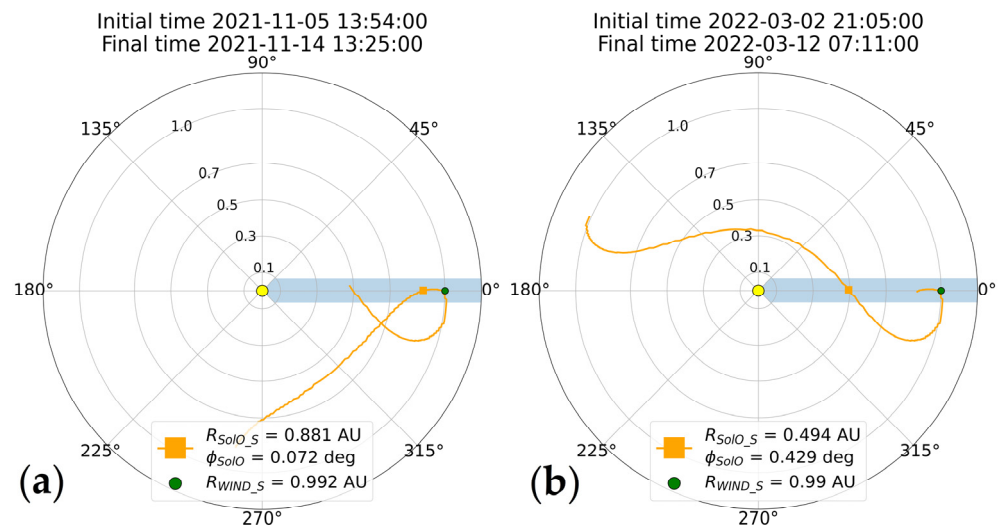 Initial time 2021-11-05 13:54:00
Final time 2021-11-14 13:25:00
90°
135°
45°
1.0
0.7
0.5
0.3
0.1
180°
0°
225°
315°
270°
R_SolO_S = 0.881 AU
ϕ_SolO = 0.072 deg
R_WIND_S = 0.992 AU
(a)
Initial time 2022-03-02 21:05:00
Final time 2022-03-12 07:11:00
90°
135°
45°
1.0
0.7
0.5
0.3
0.1
180°
0°
225°
315°
270°
R_SolO_S = 0.494 AU
ϕ_SolO = 0.429 deg
R_WIND_S = 0.99 AU
(b)